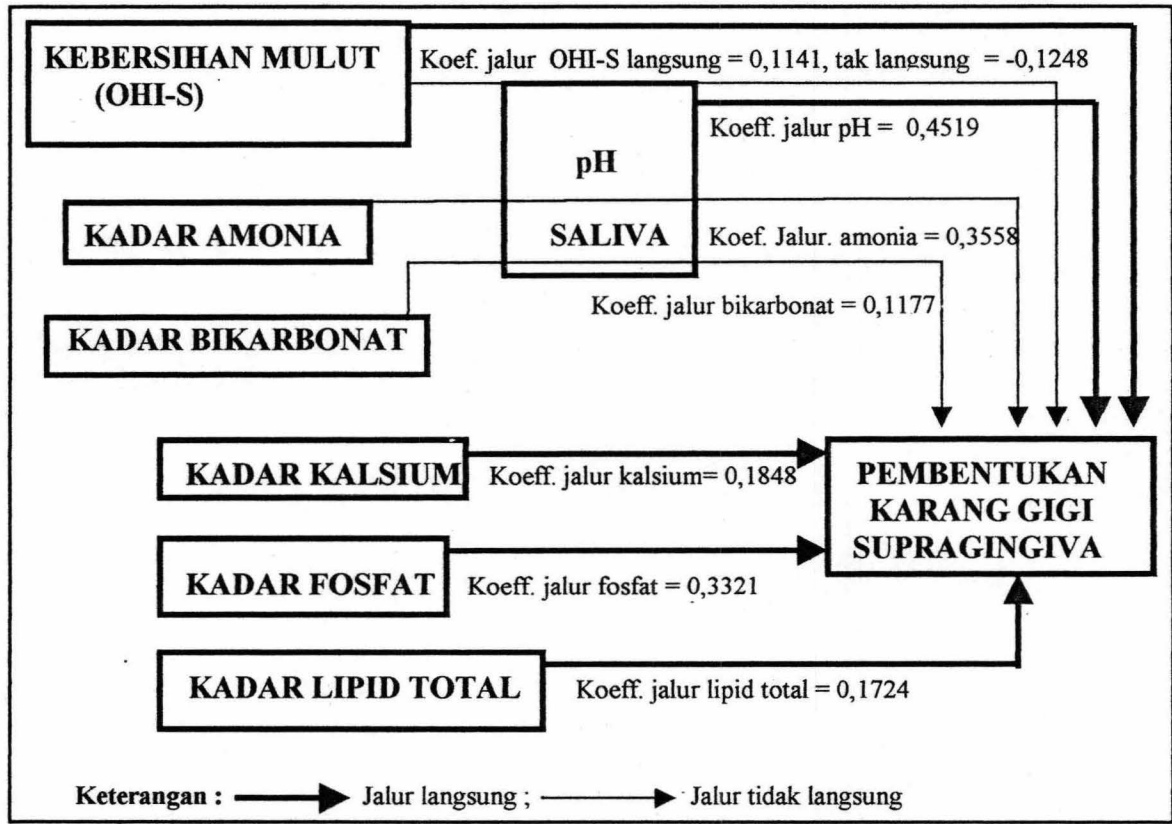 KEBERSIHAN MULUT
(OHI-S)
Koef. jalur OHI-S langsung = 0,1141, tak langsung = -0,1248
Koeff. jalur pH = 0,4519
pH
SALIVA
KADAR AMONIA
Koef. Jalur. amonia = 0,3558
Koeff. jalur bikarbonat = 0,1177
KADAR BIKARBONAT
KADAR KALSIUM
Koeff. jalur kalsium= 0,1848
PEMBENTUKAN
KARANG GIGI
SUPRAGINGIVA
KADAR FOSFAT
Koeff. jalur fosfat = 0,3321
KADAR LIPID TOTAL
Koeff. jalur lipid total = 0,1724
Keterangan : Jalur langsung ; Jalur tidak langsung